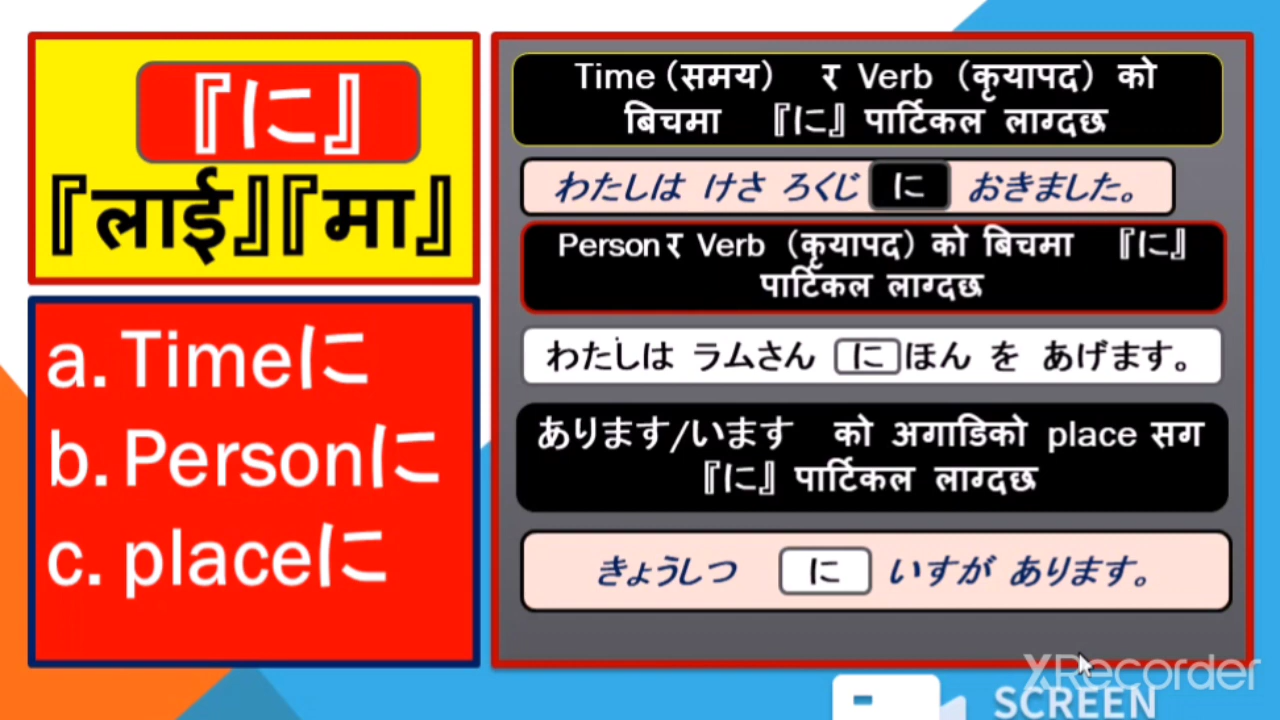 『に』
『लाई』『मा』
a. Timeに
b. Personに
c. placeに
Time (समय) र Verb (कृयापद) को
बिचमा 『に』 पार्टिकल लाग्दछ
わたしは けさ ろくじ に おきました。
Person र Verb (कृयापद) को बिचमा 『に』
पार्टिकल लाग्दछ
わたしは ラムさん に ほん を あげます。
あります/います को अगाडिको place सग
『に』 पार्टिकल लाग्दछ
きょうしつ に いすが あります。
XRecorder
SCREEN